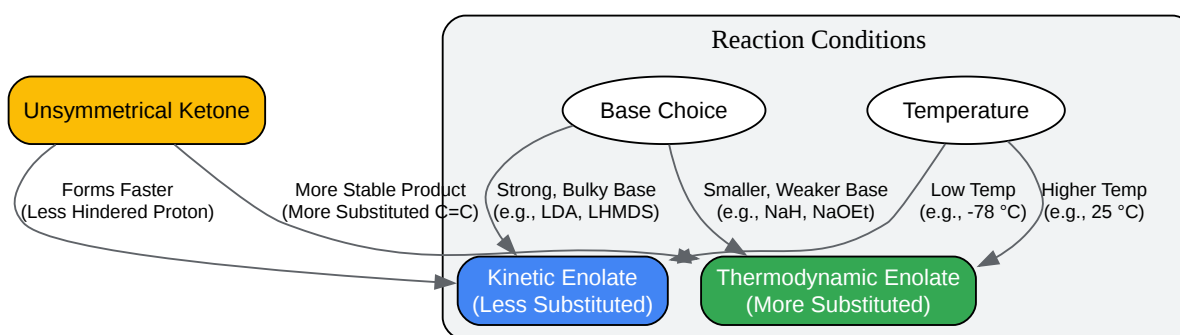 Reaction Conditions
Unsymmetrical Ketone
Base Choice
Temperature
Forms Faster
(Less Hindered Proton)
More Stable Product
(More Substituted C=C)
Strong, Bulky Base
(e.g., LDA, LHMDS)
Smaller, Weaker Base
(e.g., NaH, NaOEt)
Low Temp
(e.g., -78 °C)
Higher Temp
(e.g., 25 °C)
Kinetic Enolate
(Less Substituted)
Thermodynamic Enolate
(More Substituted)